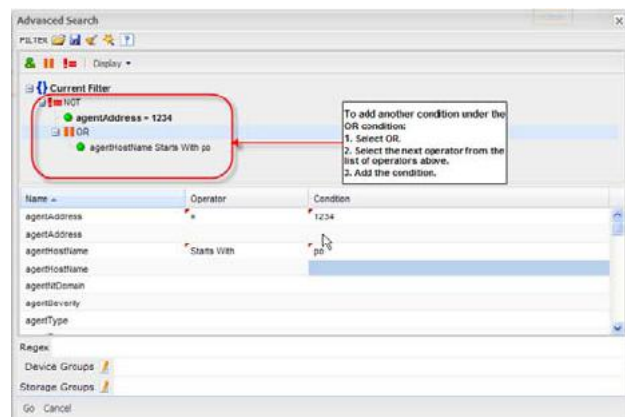 Advanced Search
FILTER
Display
Current Filter
NOT
agentAddress = 1234
OR
agentHostName Starts With po
To add another condition under the
OR condition:
1. Select OR.
2. Select the next operator from the
list of operators above.
3. Add the condition.
Name Operator Condition
agentAddress = 1234
agentAddress
agentHostName Starts With po
agentHostName
agentNtDomain
agentSeverity
agentType
Regex
Device Groups
Storage Groups
Go Cancel